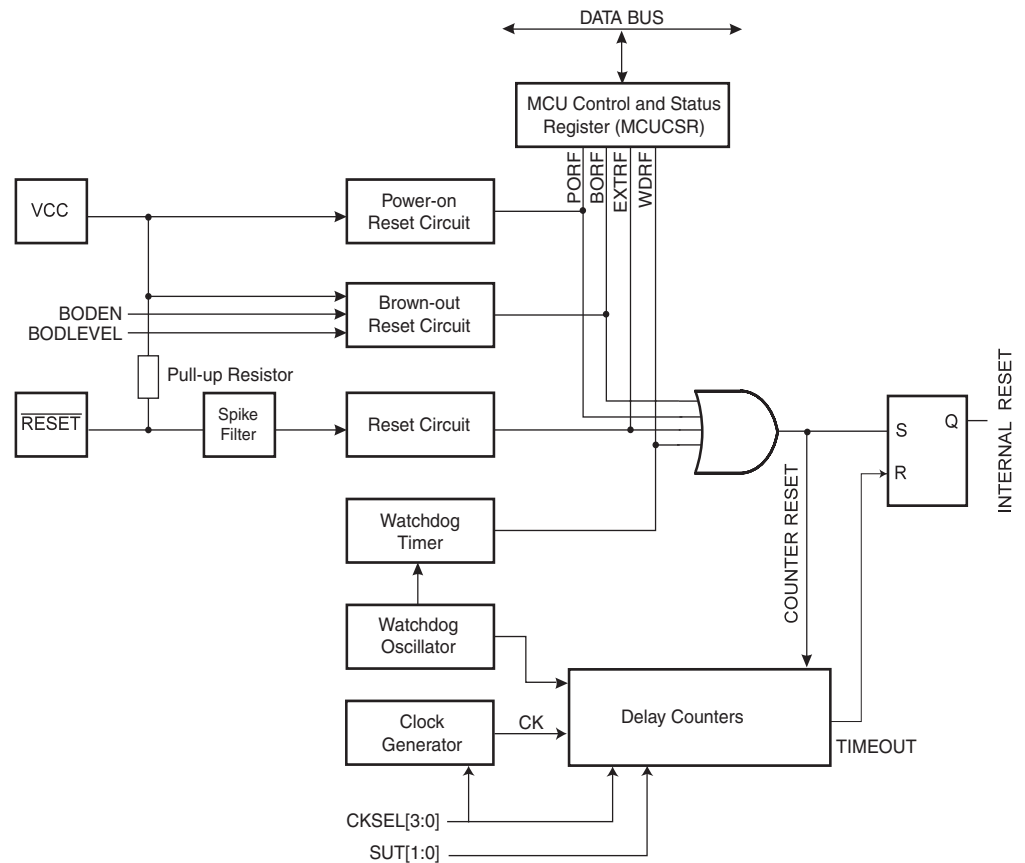 DATA BUS
MCU Control and Status
Register (MCUCSR)
PORF
BORF
EXTRF
WDRF
VCC
Power-on
Reset Circuit
BODEN
BODLEVEL
Brown-out
Reset Circuit
Pull-up Resistor
RESET
Spike
Filter
Reset Circuit
S
Q
R
INTERNAL RESET
COUNTER RESET
Watchdog
Timer
Watchdog
Oscillator
Clock
Generator
CK
Delay Counters
TIMEOUT
CKSEL[3:0]
SUT[1:0]